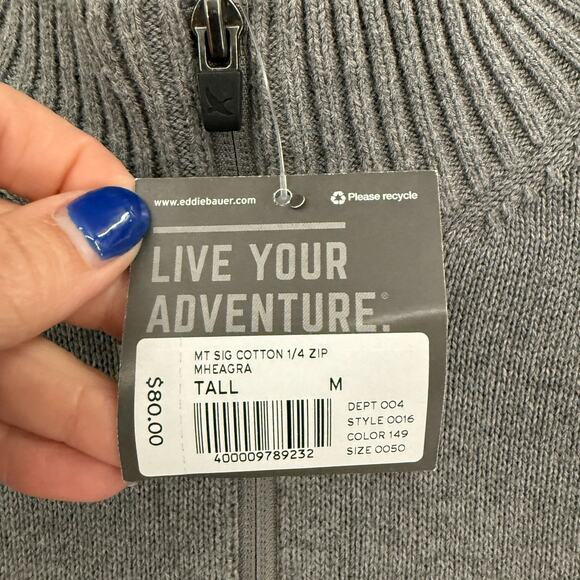 www.eddiebauer.com
Please recycle
LIVE YOUR
ADVENTURE.®
MT SIG COTTON 1/4 ZIP
MHEAGRA
TALL M
$80.00
DEPT 004
STYLE 0016
COLOR 149
SIZE 0050
400009789232